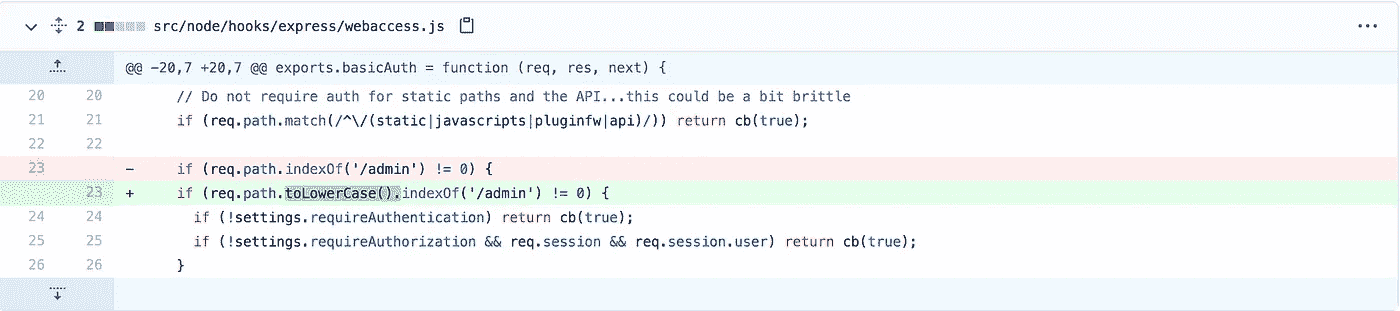 2 src/node/hooks/express/webaccess.js
@@ -20,7 +20,7 @@ exports.basicAuth = function (req, res, next) {
20 20 // Do not require auth for static paths and the API...this could be a bit brittle
21 21 if (req.path.match(/^\/(static|javascripts|pluginfw|api)/)) return cb(true);
22 22
23 - if (req.path.indexOf('/admin') != 0) {
23 + if (req.path.toLowerCase().indexOf('/admin') != 0) {
24 24 if (!settings.requireAuthentication) return cb(true);
25 25 if (!settings.requireAuthorization && req.session && req.session.user) return cb(true);
26 26 }